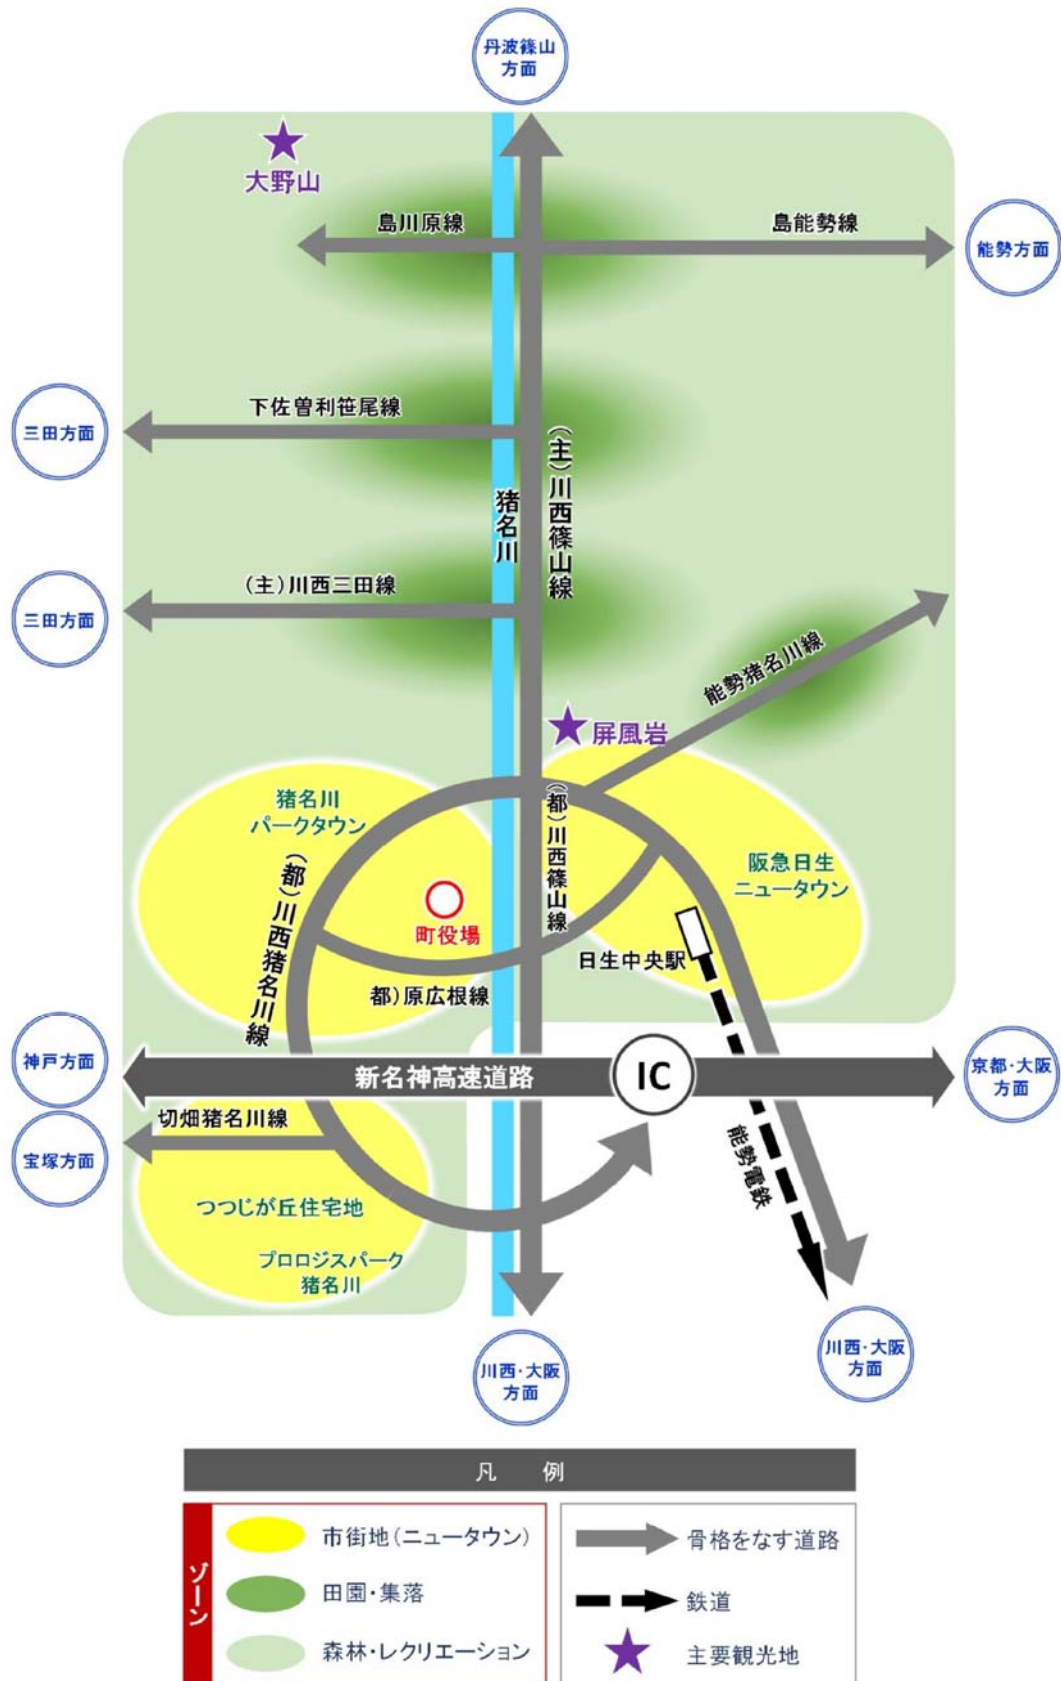 丹波篠山
方面
大野山
島川原線
島能勢線
能勢方面
下佐曽利笹尾線
三田方面
(主)川西篠山線
猪名川
(主)川西三田線
三田方面
能勢猪名川線
屏風岩
猪名川
パークタウン
(都)川西篠山線
阪急日生
ニュータウン
(都)川西猪名川線
町役場
日生中央駅
都)原広根線
神戸方面
新名神高速道路
IC
京都・大阪
方面
切畑猪名川線
宝塚方面
能勢電鉄
つつじが丘住宅地
プロロジスパーク
猪名川
川西・大阪
方面
川西・大阪
方面
凡 例
ゾーン
市街地(ニュータウン)
田園・集落
森林・レクリエーション
骨格をなす道路
鉄道
主要観光地